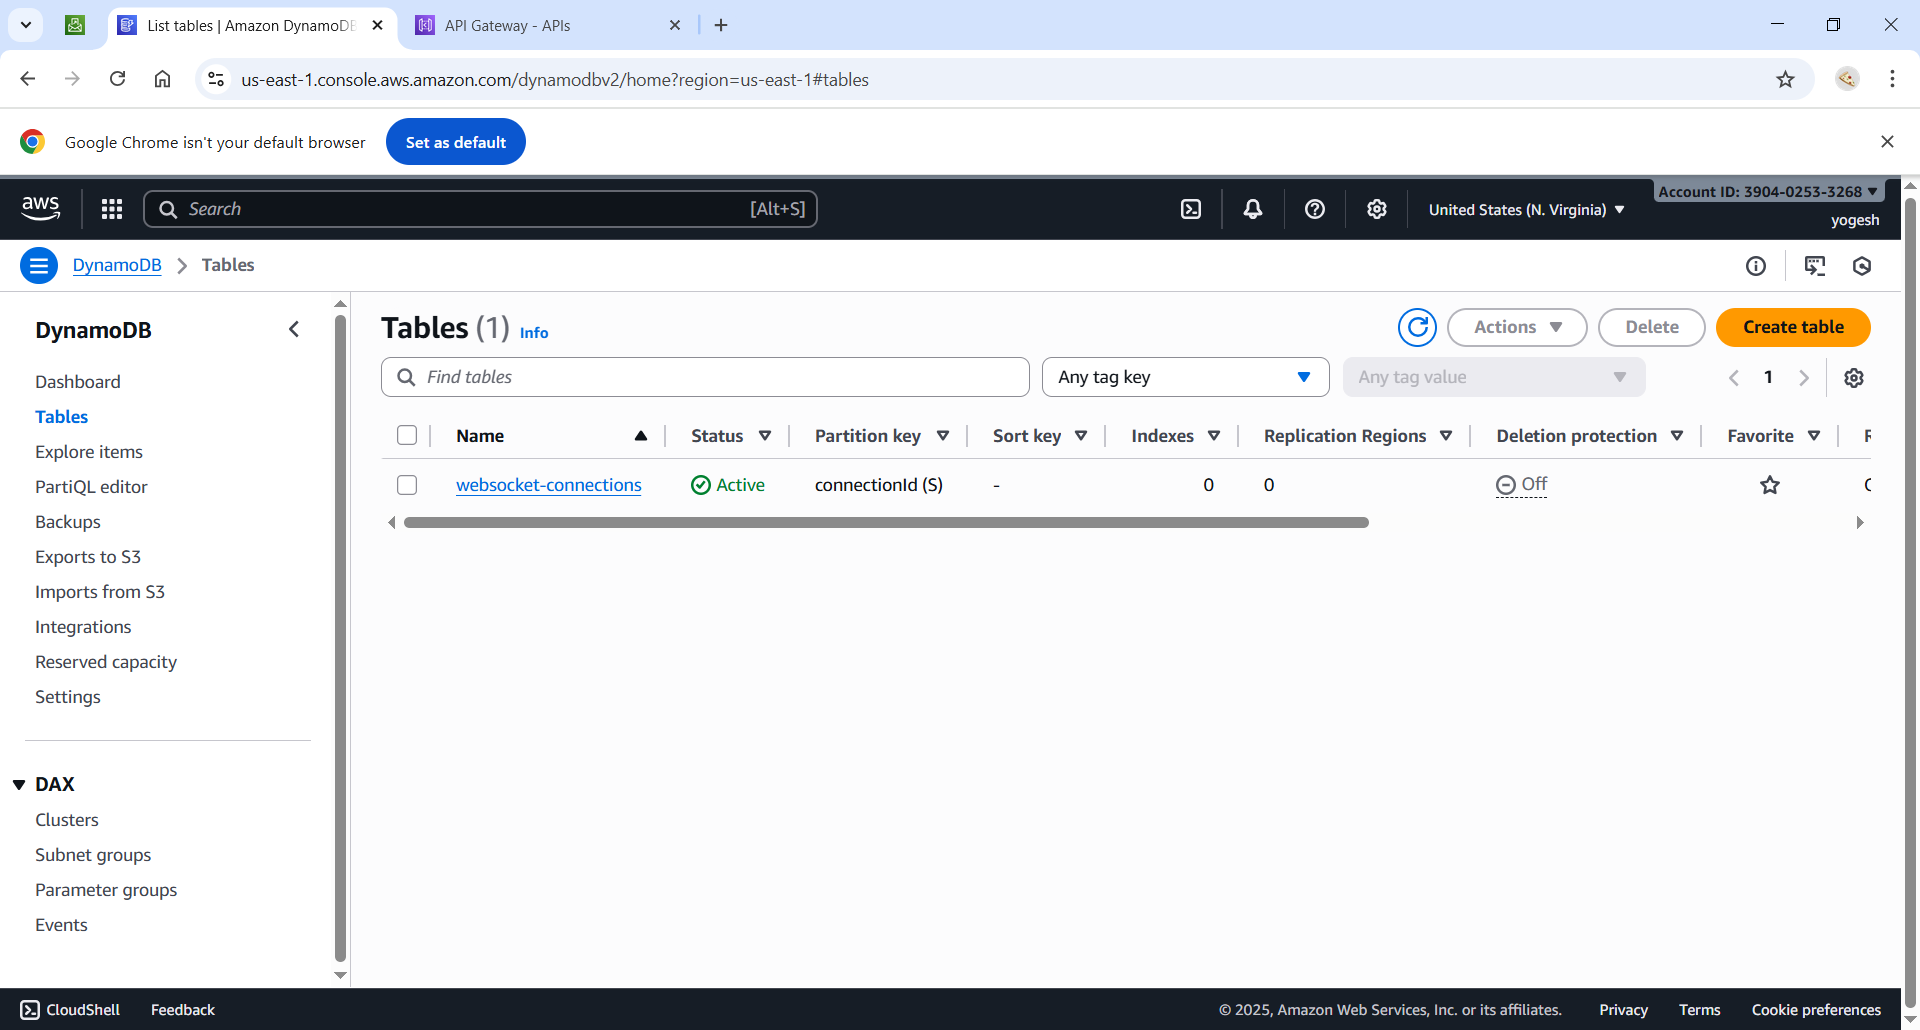 List tables | Amazon DynamoDB
API Gateway - APIs
us-east-1.console.aws.amazon.com/dynamodbv2/home?region=us-east-1#tables
Google Chrome isn't your default browser
Set as default
aws
Search
[Alt+S]
United States (N. Virginia)
Account ID: 3904-0253-3268
yogesh
DynamoDB
Tables
DynamoDB
Dashboard
Tables
Explore items
PartiQL editor
Backups
Exports to S3
Imports from S3
Integrations
Reserved capacity
Settings
DAX
Clusters
Subnet groups
Parameter groups
Events
Tables (1) Info
Actions
Delete
Create table
Find tables
Any tag key
Any tag value
1
Name Status Partition key Sort key Indexes Replication Regions Deletion protection Favorite
websocket-connections Active connectionId (S) - 0 0 Off
CloudShell
Feedback
© 2025, Amazon Web Services, Inc. or its affiliates.
Privacy
Terms
Cookie preferences